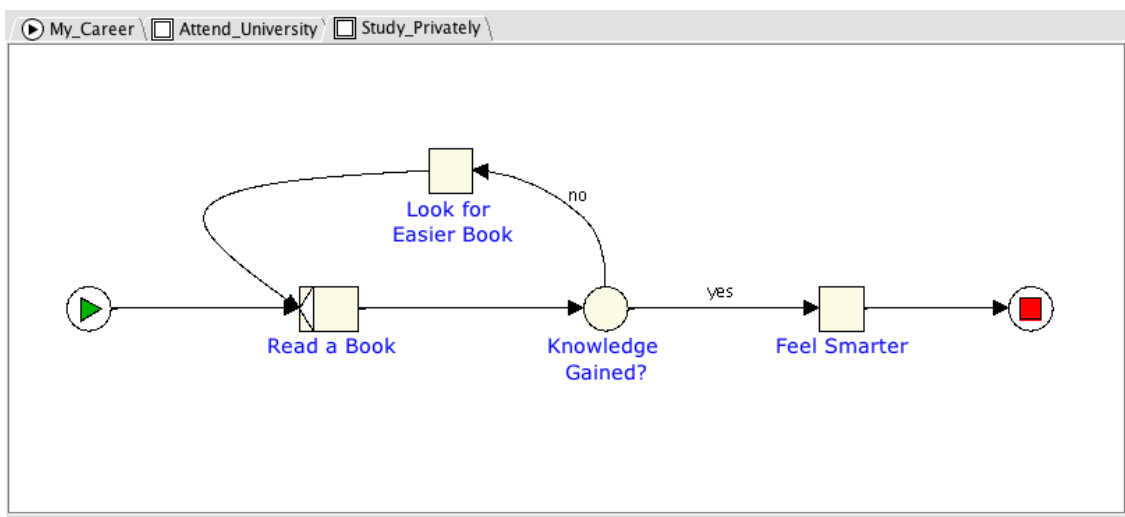 My_Career
Attend_University
Study_Privately
no
Look for
Easier Book
yes
Read a Book
Knowledge
Gained?
Feel Smarter